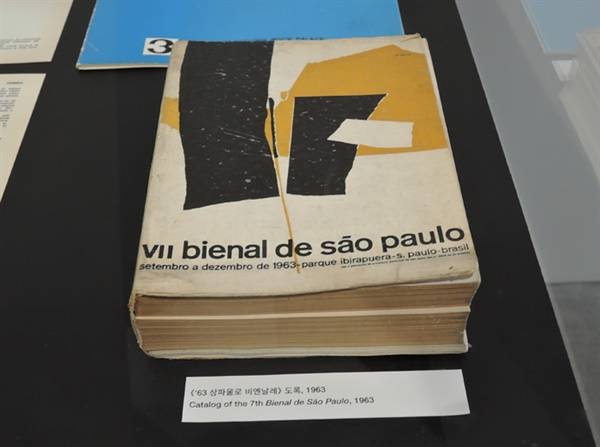 3
VII bienal de são paulo
setembro a dezembro de 1963-parque ibirapuera-s. paulo-brasil
〈'63 상파울로 비엔날레〉 도록, 1963
Catalog of the 7th Bienal de São Paulo, 1963